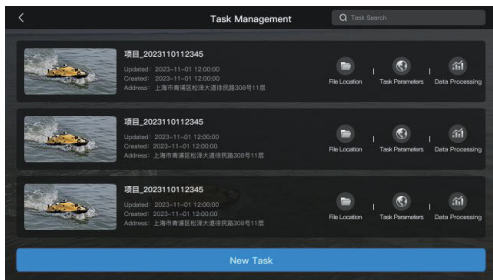 Task Management
Task Search
项目_2023110112345
Updated: 2023-11-01 12:00:00
Created: 2023-11-01 12:00:00
Address: 上海市青浦区松泽大道徐民路308号11层
File Location
Task Parameters
Data Processing
项目_2023110112345
Updated: 2023-11-01 12:00:00
Created: 2023-11-01 12:00:00
Address: 上海市青浦区松泽大道徐民路308号11层
File Location
Task Parameters
Data Processing
项目_2023110112345
Updated: 2023-11-01 12:00:00
Created: 2023-11-01 12:00:00
Address: 上海市青浦区松泽大道徐民路308号11层
File Location
Task Parameters
Data Processing
New Task